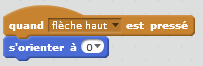 quand flèche haut est pressé
s'orienter à 0